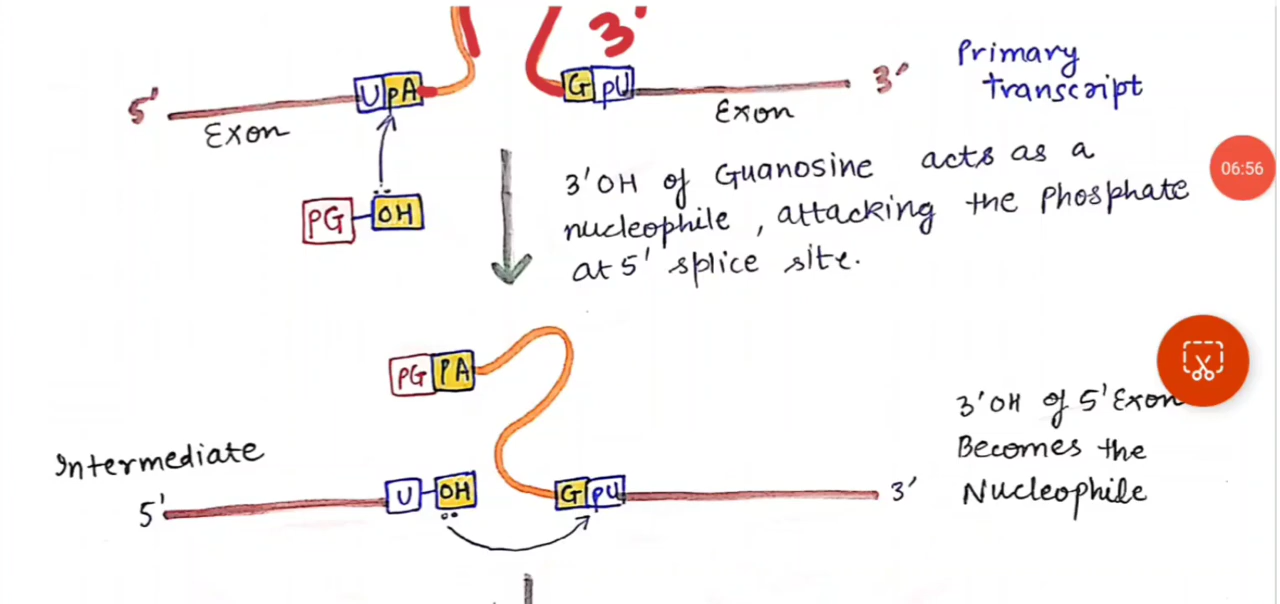 3'
5'
U pA
G pU
3'
Primary
transcript
Exon
Exon
06:56
PG
OH
3'OH of Guanosine acts as a
nucleophile, attacking the Phosphate
at 5' splice site.
PG PA
3'OH of 5'Exon
Becomes the
Nucleophile
Intermediate
5'
U
OH
G pU
3'